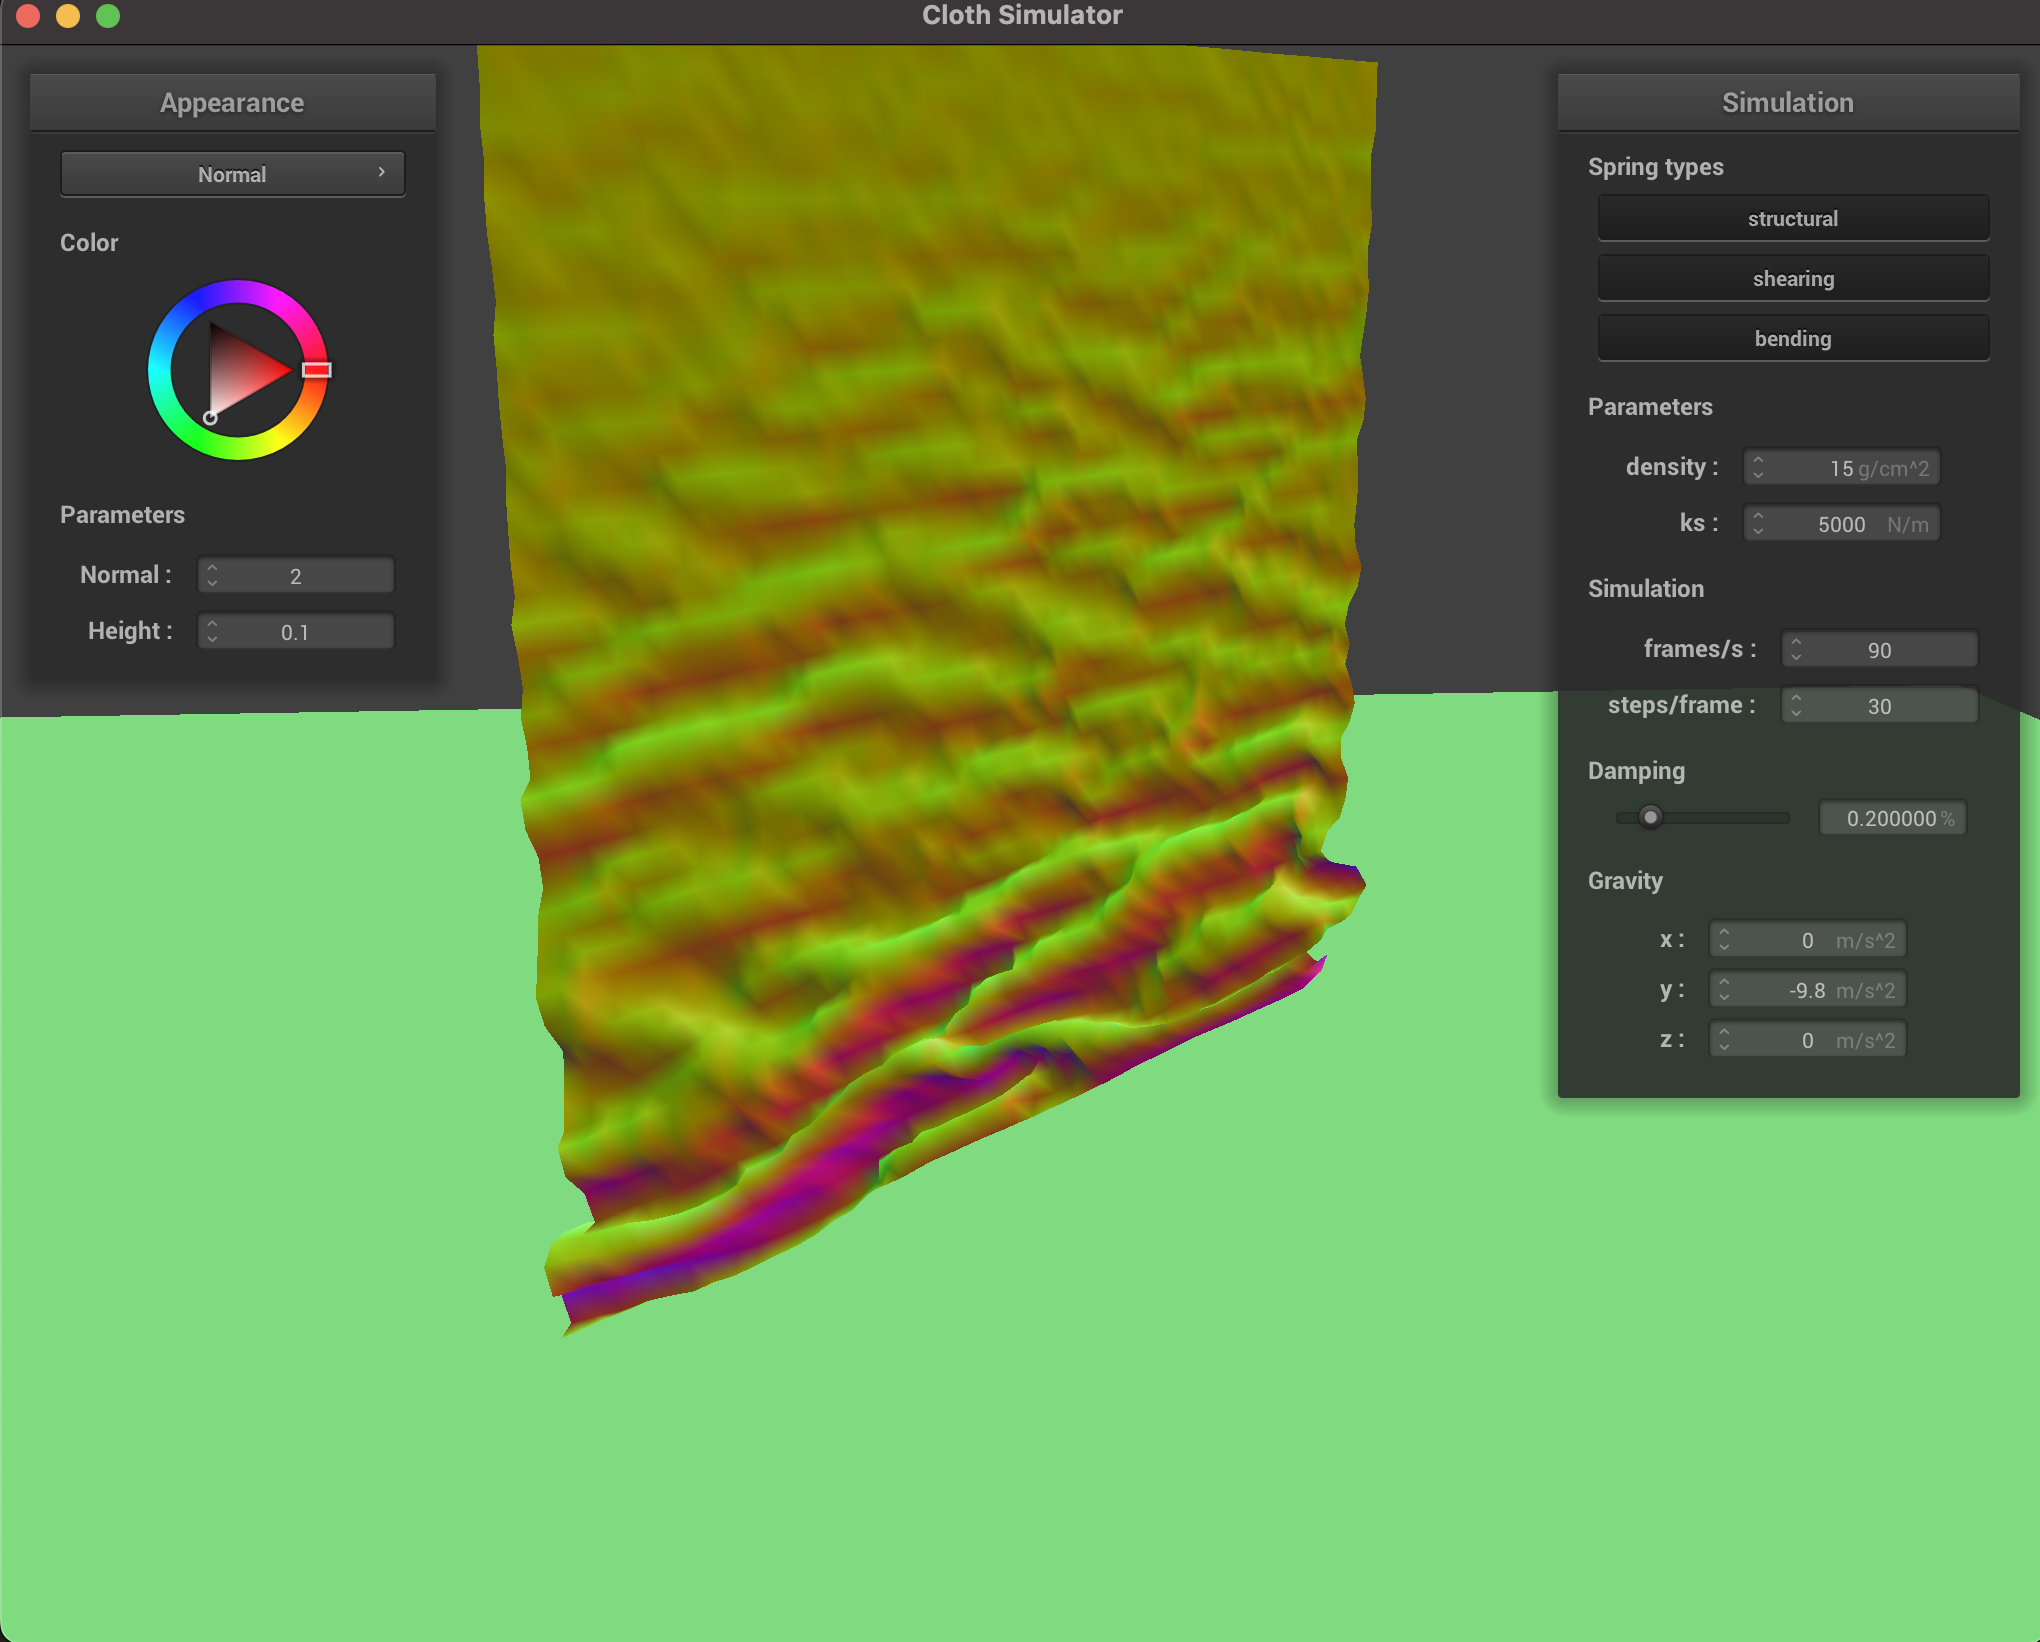 Cloth Simulator
Appearance
Normal
Color
Parameters
Normal : 2
Height : 0.1
Simulation
Spring types
structural
shearing
bending
Parameters
density : 15 g/cm^2
ks : 5000 N/m
Simulation
frames/s : 90
steps/frame : 30
Damping
0.200000 %
Gravity
x : 0 m/s^2
y : -9.8 m/s^2
z : 0 m/s^2